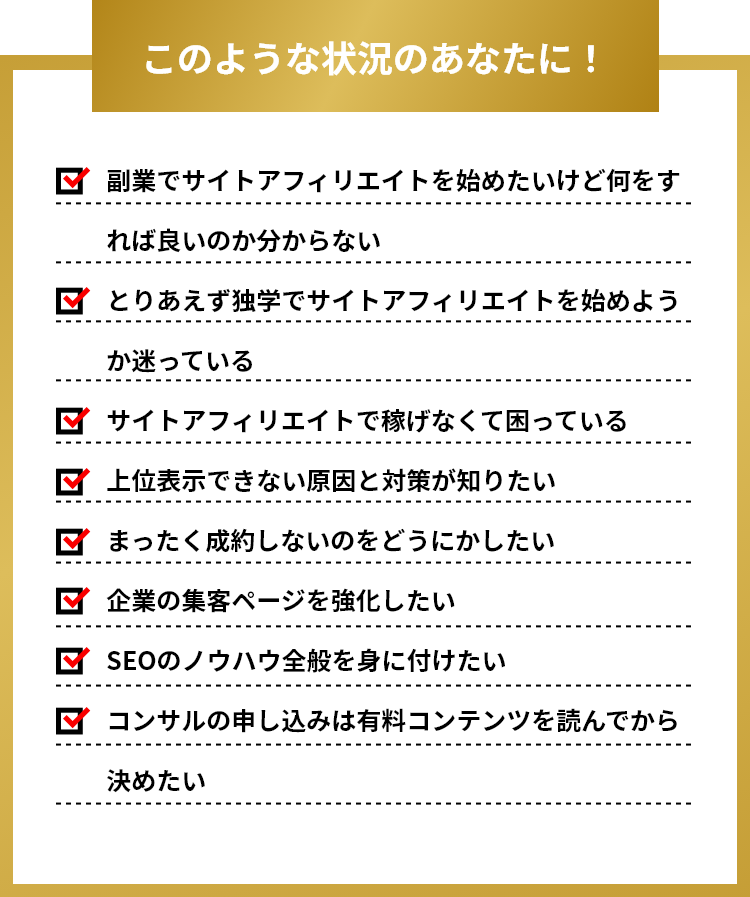 このような状況のあなたに！
副業でサイトアフィリエイトを始めたいけど何をす
れば良いのか分からない
とりあえず独学でサイトアフィリエイトを始めよう
か迷っている
サイトアフィリエイトで稼げなくて困っている
上位表示できない原因と対策が知りたい
まったく成約しないのをどうにかしたい
企業の集客ページを強化したい
SEOのノウハウ全般を身に付けたい
コンサルの申し込みは有料コンテンツを読んでから
決めたい